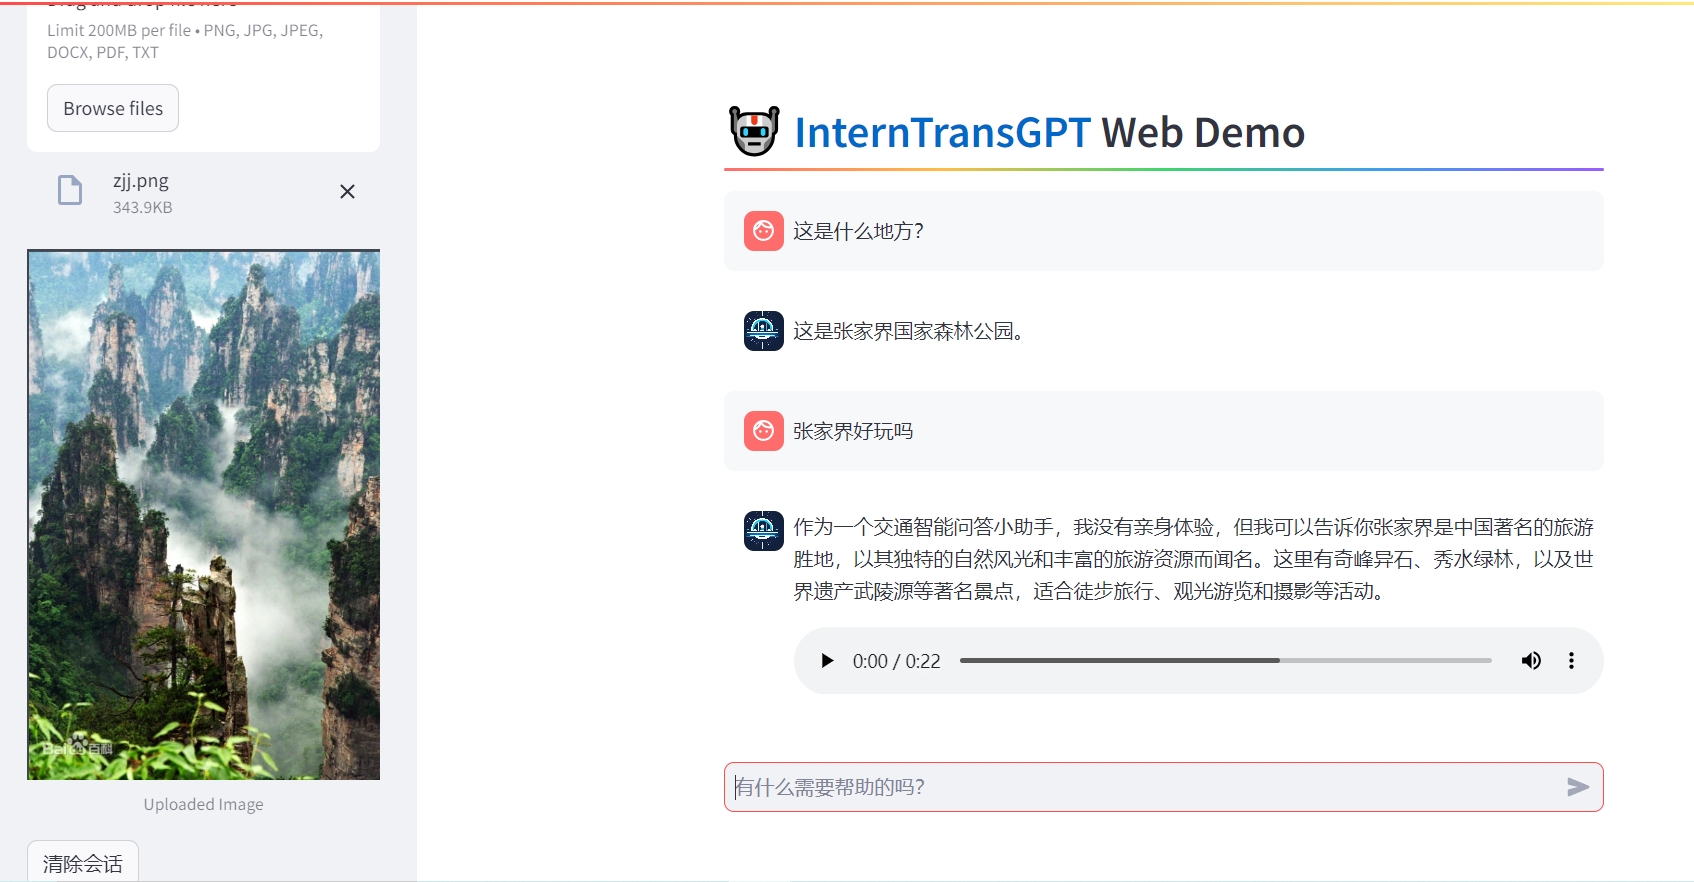 Drag and drop file here
Limit 200MB per file • PNG, JPG, JPEG,
DOCX, PDF, TXT
Browse files
zjj.png
343.9KB
Baidu百科
Uploaded Image
清除会话
InternTransGPT Web Demo
这是什么地方？
这是张家界国家森林公园。
张家界好玩吗
作为一个交通智能问答小助手，我没有亲身体验，但我可以告诉你张家界是中国著名的旅游
胜地，以其独特的自然风光和丰富的旅游资源而闻名。这里有奇峰异石、秀水绿林，以及世
界遗产武陵源等著名景点，适合徒步旅行、观光游览和摄影等活动。
0:00 / 0:22
有什么需要帮助的吗？